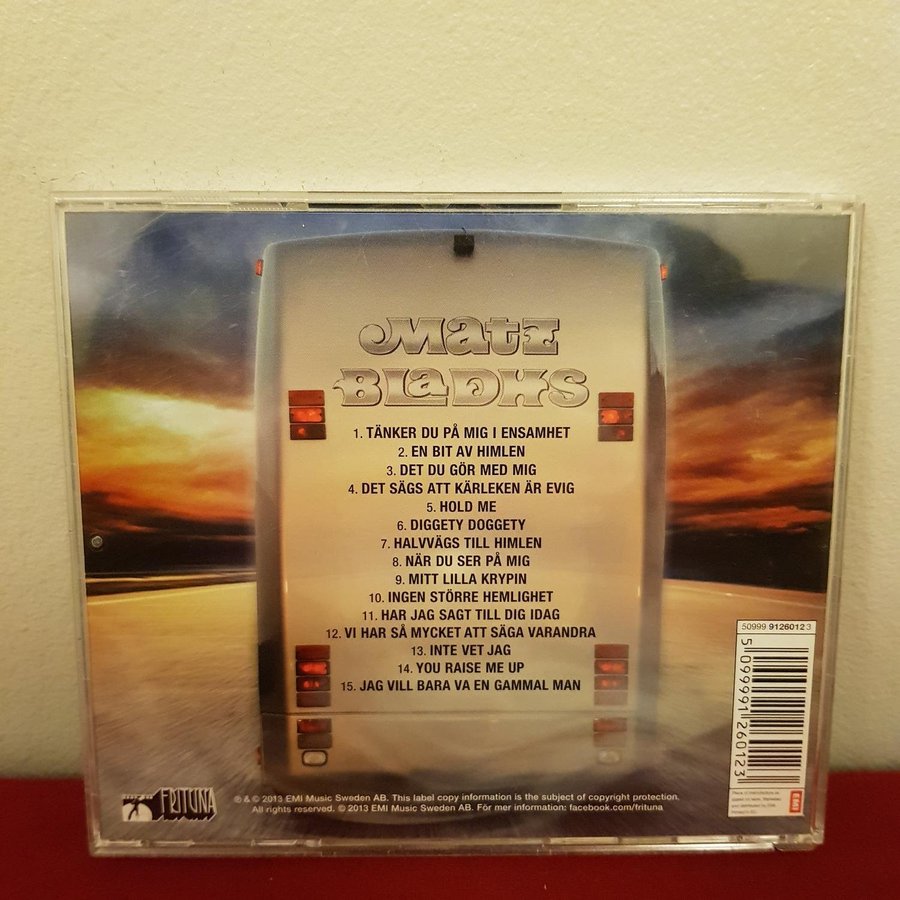 Matz
Bladhs
1. TÄNKER DU PÅ MIG I ENSAMHET
2. EN BIT AV HIMLEN
3. DET DU GÖR MED MIG
4. DET SÄGS ATT KÄRLEKEN ÄR EVIG
5. HOLD ME
6. DIGGETY DOGGETY
7. HALVVÄGS TILL HIMLEN
8. NÄR DU SER PÅ MIG
9. MITT LILLA KRYPIN
10. INGEN STÖRRE HEMLIGHET
11. HAR JAG SAGT TILL DIG IDAG
12. VI HAR SÅ MYCKET ATT SÄGA VARANDRA
13. INTE VET JAG
14. YOU RAISE ME UP
15. JAG VILL BARA VA EN GAMMAL MAN
50999 9126012 3
5 099991 260123
FRITUNA
℗ & © 2013 EMI Music Sweden AB. This label copy information is the subject of copyright protection.
All rights reserved. © 2013 EMI Music Sweden AB. För mer information: facebook.com/frituna
EMI